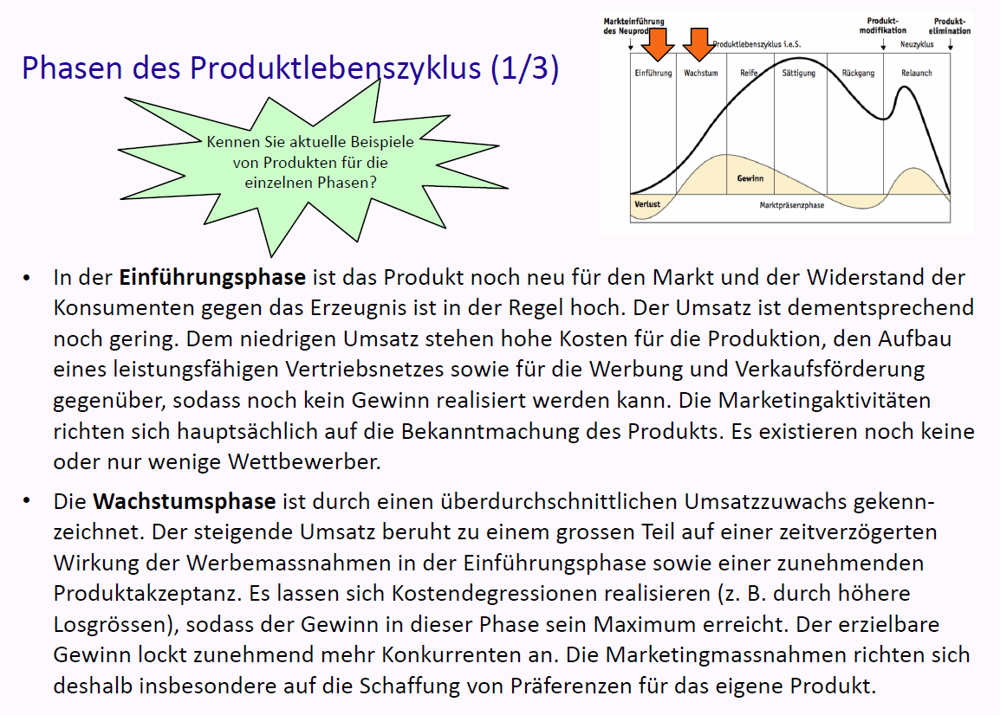 Phasen des Produktlebenszyklus (1/3)
Kennen Sie aktuelle Beispiele
von Produkten für die
einzelnen Phasen?
Markteinführung
des Neuprod
Produkt-
modifikation
Produkt-
elimination
Produktlebenszyklus i.e.S.
Neuzyklus
Einführung
Wachstum
Reife
Sättigung
Rückgang
Relaunch
Gewinn
Verlust
Marktpräsenzphase
• In der Einführungsphase ist das Produkt noch neu für den Markt und der Widerstand der
Konsumenten gegen das Erzeugnis ist in der Regel hoch. Der Umsatz ist dementsprechend
noch gering. Dem niedrigen Umsatz stehen hohe Kosten für die Produktion, den Aufbau
eines leistungsfähigen Vertriebsnetzes sowie für die Werbung und Verkaufsförderung
gegenüber, sodass noch kein Gewinn realisiert werden kann. Die Marketingaktivitäten
richten sich hauptsächlich auf die Bekanntmachung des Produkts. Es existieren noch keine
oder nur wenige Wettbewerber.
• Die Wachstumsphase ist durch einen überdurchschnittlichen Umsatzzuwachs gekenn-
zeichnet. Der steigende Umsatz beruht zu einem grossen Teil auf einer zeitverzögerten
Wirkung der Werbemassnahmen in der Einführungsphase sowie einer zunehmenden
Produktakzeptanz. Es lassen sich Kostendegressionen realisieren (z. B. durch höhere
Losgrössen), sodass der Gewinn in dieser Phase sein Maximum erreicht. Der erzielbare
Gewinn lockt zunehmend mehr Konkurrenten an. Die Marketingmassnahmen richten sich
deshalb insbesondere auf die Schaffung von Präferenzen für das eigene Produkt.